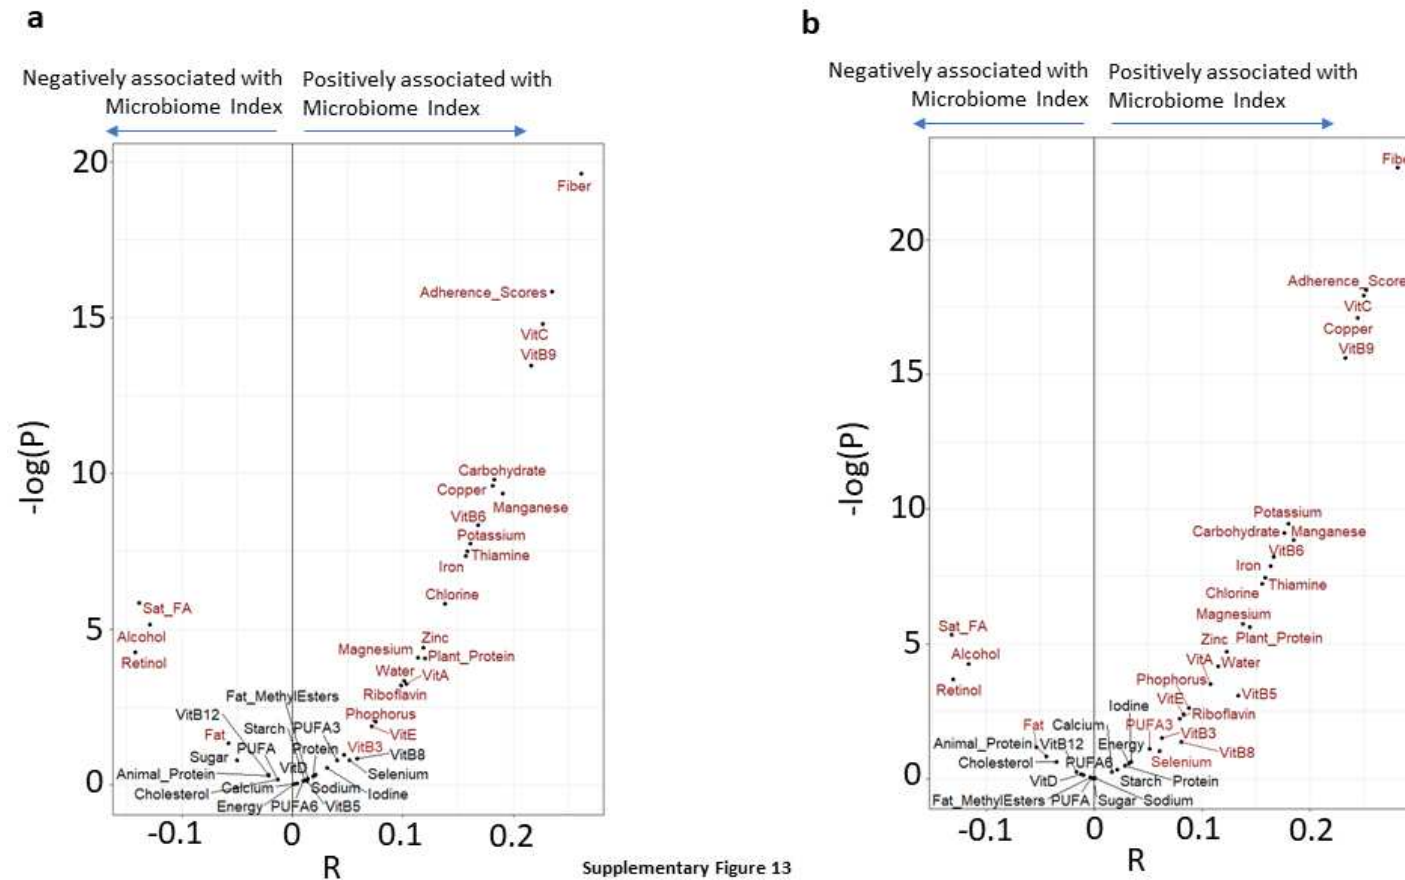 a
Negatively associated with
Microbiome Index
Positively associated with
Microbiome Index
20
15
10
5
0
-log(P)
Fiber
Adherence_Scores
VitC
VitB9
Carbohydrate
Copper
Manganese
VitB6
Potassium
Thiamine
Iron
Chlorine
Sat_FA
Alcohol
Retinol
Zinc
Magnesium
Plant_Protein
Water
VitA
Riboflavin
Fat_MethylEsters
Phophorus
VitB12
Starch
PUFA3
VitE
Fat
PUFA
Protein
VitB3
VitB8
Sugar
VitD
Selenium
Animal_Protein
Cholesterol
Calcium
Sodium
Iodine
Energy
PUFA6
VitB5
-0.1
0
0.1
0.2
R
b
Negatively associated with
Microbiome Index
Positively associated with
Microbiome Index
20
15
10
5
0
-log(P)
Fibe
Adherence_Score
VitC
Copper
VitB9
Potassium
Carbohydrate
Manganese
VitB6
Iron
Thiamine
Chlorine
Magnesium
Sat_FA
Zinc
Plant_Protein
Alcohol
VitA
Water
Retinol
Phophorus
VitB5
VitE
Iodine
Riboflavin
Fat
Calcium
PUFA3
VitB3
Animal_Protein
VitB12
Energy
VitB8
Cholesterol
PUFA6
Selenium
VitD
Starch
Protein
Fat_MethylEsters
PUFA
Sugar
Sodium
-0.1
0
0.1
0.2
R
Supplementary Figure 13